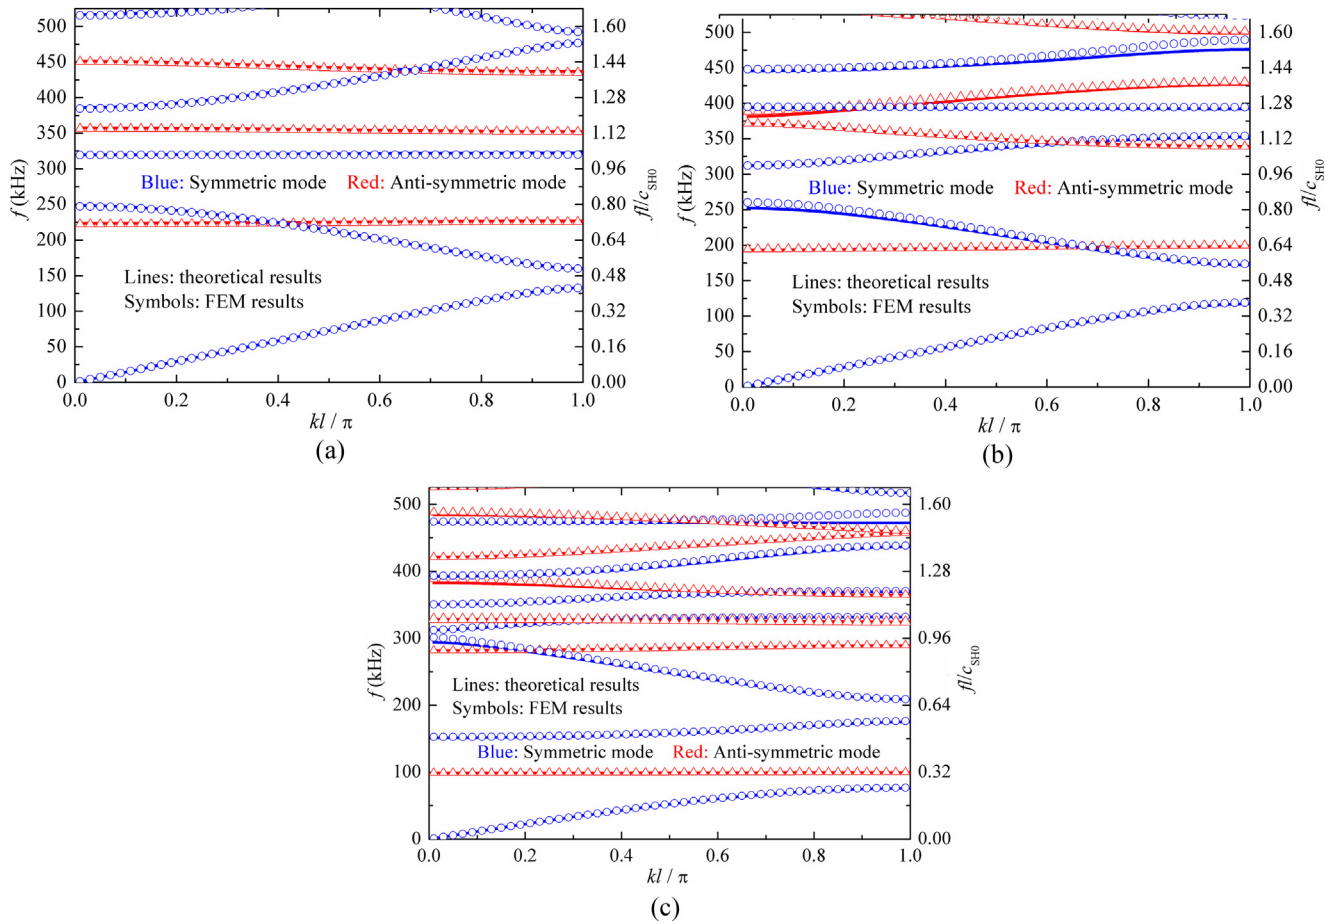 500
450
400
350
300
250
200
150
100
50
0
f (kHz)
1.60
1.44
1.28
1.12
0.96
0.80
0.64
0.48
0.32
0.16
0.00
fl/c_SH0
Blue: Symmetric mode Red: Anti-symmetric mode
Lines: theoretical results
Symbols: FEM results
0.0 0.2 0.4 0.6 0.8 1.0
kl / π
(a)
500
450
400
350
300
250
200
150
100
50
0
f (kHz)
1.60
1.44
1.28
1.12
0.96
0.80
0.64
0.48
0.32
0.16
0.00
fl/c_SH0
Blue: Symmetric mode Red: Anti-symmetric mode
Lines: theoretical results
Symbols: FEM results
0.0 0.2 0.4 0.6 0.8 1.0
kl / π
(b)
500
400
300
200
100
0
f (kHz)
1.60
1.28
0.96
0.64
0.32
0.00
fl/c_SH0
Lines: theoretical results
Symbols: FEM results
Blue: Symmetric mode Red: Anti-symmetric mode
0.0 0.2 0.4 0.6 0.8 1.0
kl / π
(c)